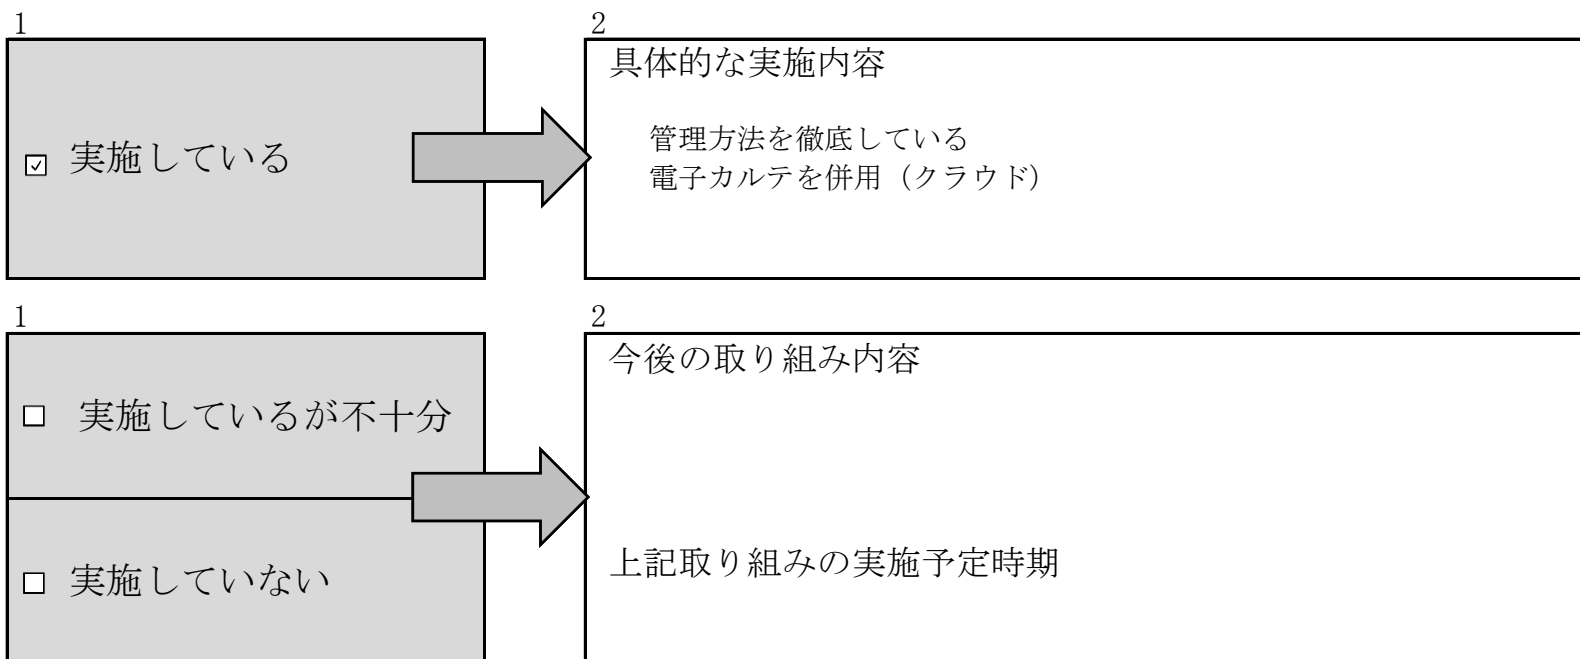 1
2
☑ 実施している
具体的な実施内容
管理方法を徹底している
電子カルテを併用（クラウド）
1
2
☐ 実施しているが不十分
☐ 実施していない
今後の取り組み内容
上記取り組みの実施予定時期